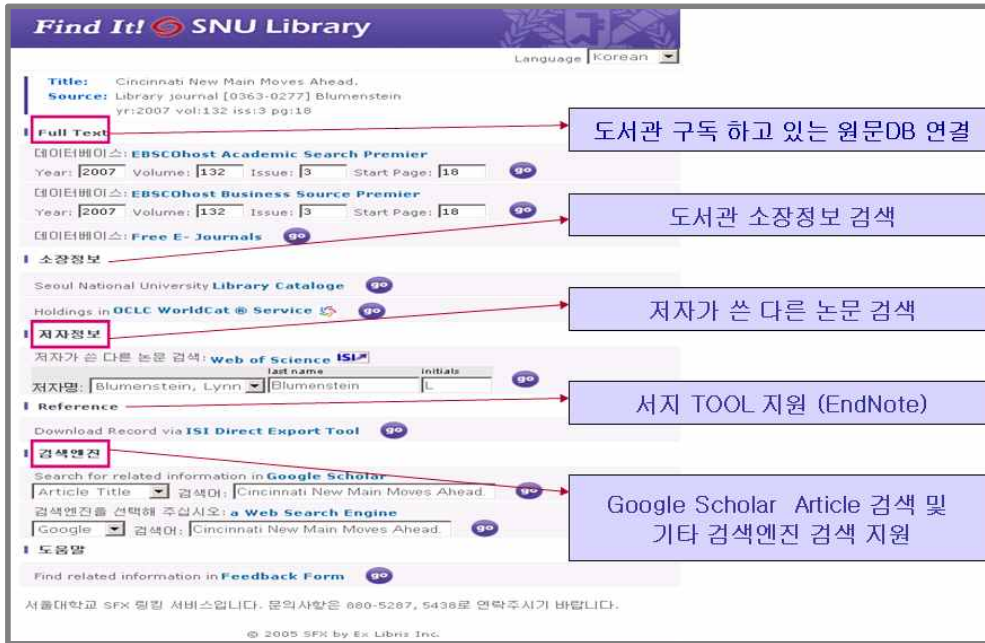 Find It! SNU Library
Language Korean
Title: Cincinnati New Main Moves Ahead.
Source: Library journal [0363-0277] Blumenstein
yr:2007 vol:132 iss:3 pg:18
Full Text
도서관 구독 하고 있는 원문DB 연결
데이터베이스: EBSCOhost Academic Search Premier
Year: 2007 Volume: 132 Issue: 3 Start Page: 18 go
데이터베이스: EBSCOhost Business Source Premier
Year: 2007 Volume: 132 Issue: 3 Start Page: 18 go
도서관 소장정보 검색
데이터베이스: Free E- Journals go
소장정보
Seoul National University Library Cataloge go
Holdings in OCLC WorldCat ® Service go
저자가 쓴 다른 논문 검색
저자정보
저자가 쓴 다른 논문 검색: Web of Science ISI
last name initials
저자명: Blumenstein, Lynn Blumenstein L go
서지 TOOL 지원 (EndNote)
Reference
Download Record via ISI Direct Export Tool go
검색엔진
Search for related information in Google Scholar
Article Title 검색어: Cincinnati New Main Moves Ahead. go
Google Scholar Article 검색 및
기타 검색엔진 검색 지원
검색엔진을 선택해 주십시오: a Web Search Engine
Google 검색어: Cincinnati New Main Moves Ahead. go
도움말
Find related information in Feedback Form go
서울대학교 SFX 링킹 서비스입니다. 문의사항은 880-5287, 5438로 연락주시기 바랍니다.
© 2005 SFX by Ex Libris Inc.